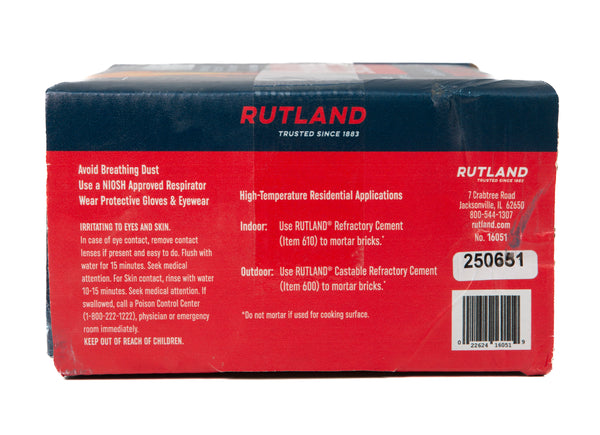 RUTLAND
TRUSTED SINCE 1883
Avoid Breathing Dust
Use a NIOSH Approved Respirator
Wear Protective Gloves & Eyewear
IRRITATING TO EYES AND SKIN.
In case of eye contact, remove contact
lenses if present and easy to do. Flush with
water for 15 minutes. Seek medical
attention. For Skin contact, rinse with water
10-15 minutes. Seek medical attention. If
swallowed, call a Poison Control Center
(1-800-222-1222), physician or emergency
room immediately.
KEEP OUT OF REACH OF CHILDREN.
High-Temperature Residential Applications
Indoor: Use RUTLAND® Refractory Cement
(Item 610) to mortar bricks.*
Outdoor: Use RUTLAND® Castable Refractory Cement
(Item 600) to mortar bricks.*
*Do not mortar if used for cooking surface.
RUTLAND
TRUSTED SINCE 1883
7 Crabtree Road
Jacksonville, IL 62650
800-544-1307
rutland.com
No. 16051
250651
0 22624 16051 9